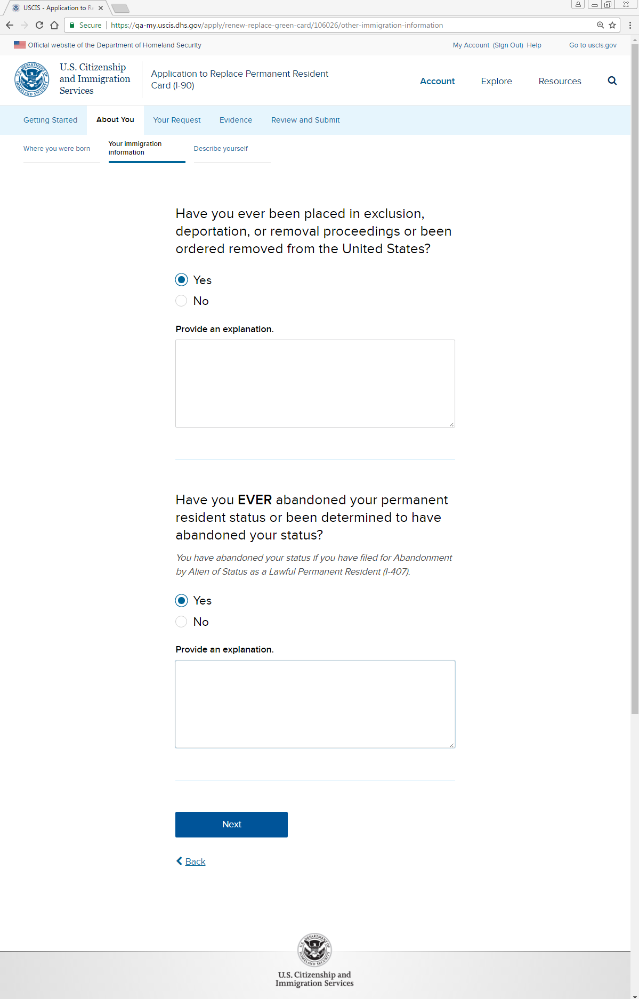 USCIS - Application to Re
Secure
https://qa-my.uscis.dhs.gov/apply/renew-replace-green-card/106026/other-immigration-information
Official website of the Department of Homeland Security
My Account (Sign Out) Help Go to uscis.gov
U.S. Citizenship
and Immigration
Services
Application to Replace Permanent Resident
Card (I-90)
Account Explore Resources
Getting Started About You Your Request Evidence Review and Submit
Where you were born
Your immigration
information
Describe yourself
Have you ever been placed in exclusion,
deportation, or removal proceedings or been
ordered removed from the United States?
Yes
No
Provide an explanation.
Have you EVER abandoned your permanent
resident status or been determined to have
abandoned your status?
You have abandoned your status if you have filed for Abandonment
by Alien of Status as a Lawful Permanent Resident (I-407).
Yes
No
Provide an explanation.
Next
Back
U.S. Citizenship and
Immigration Services